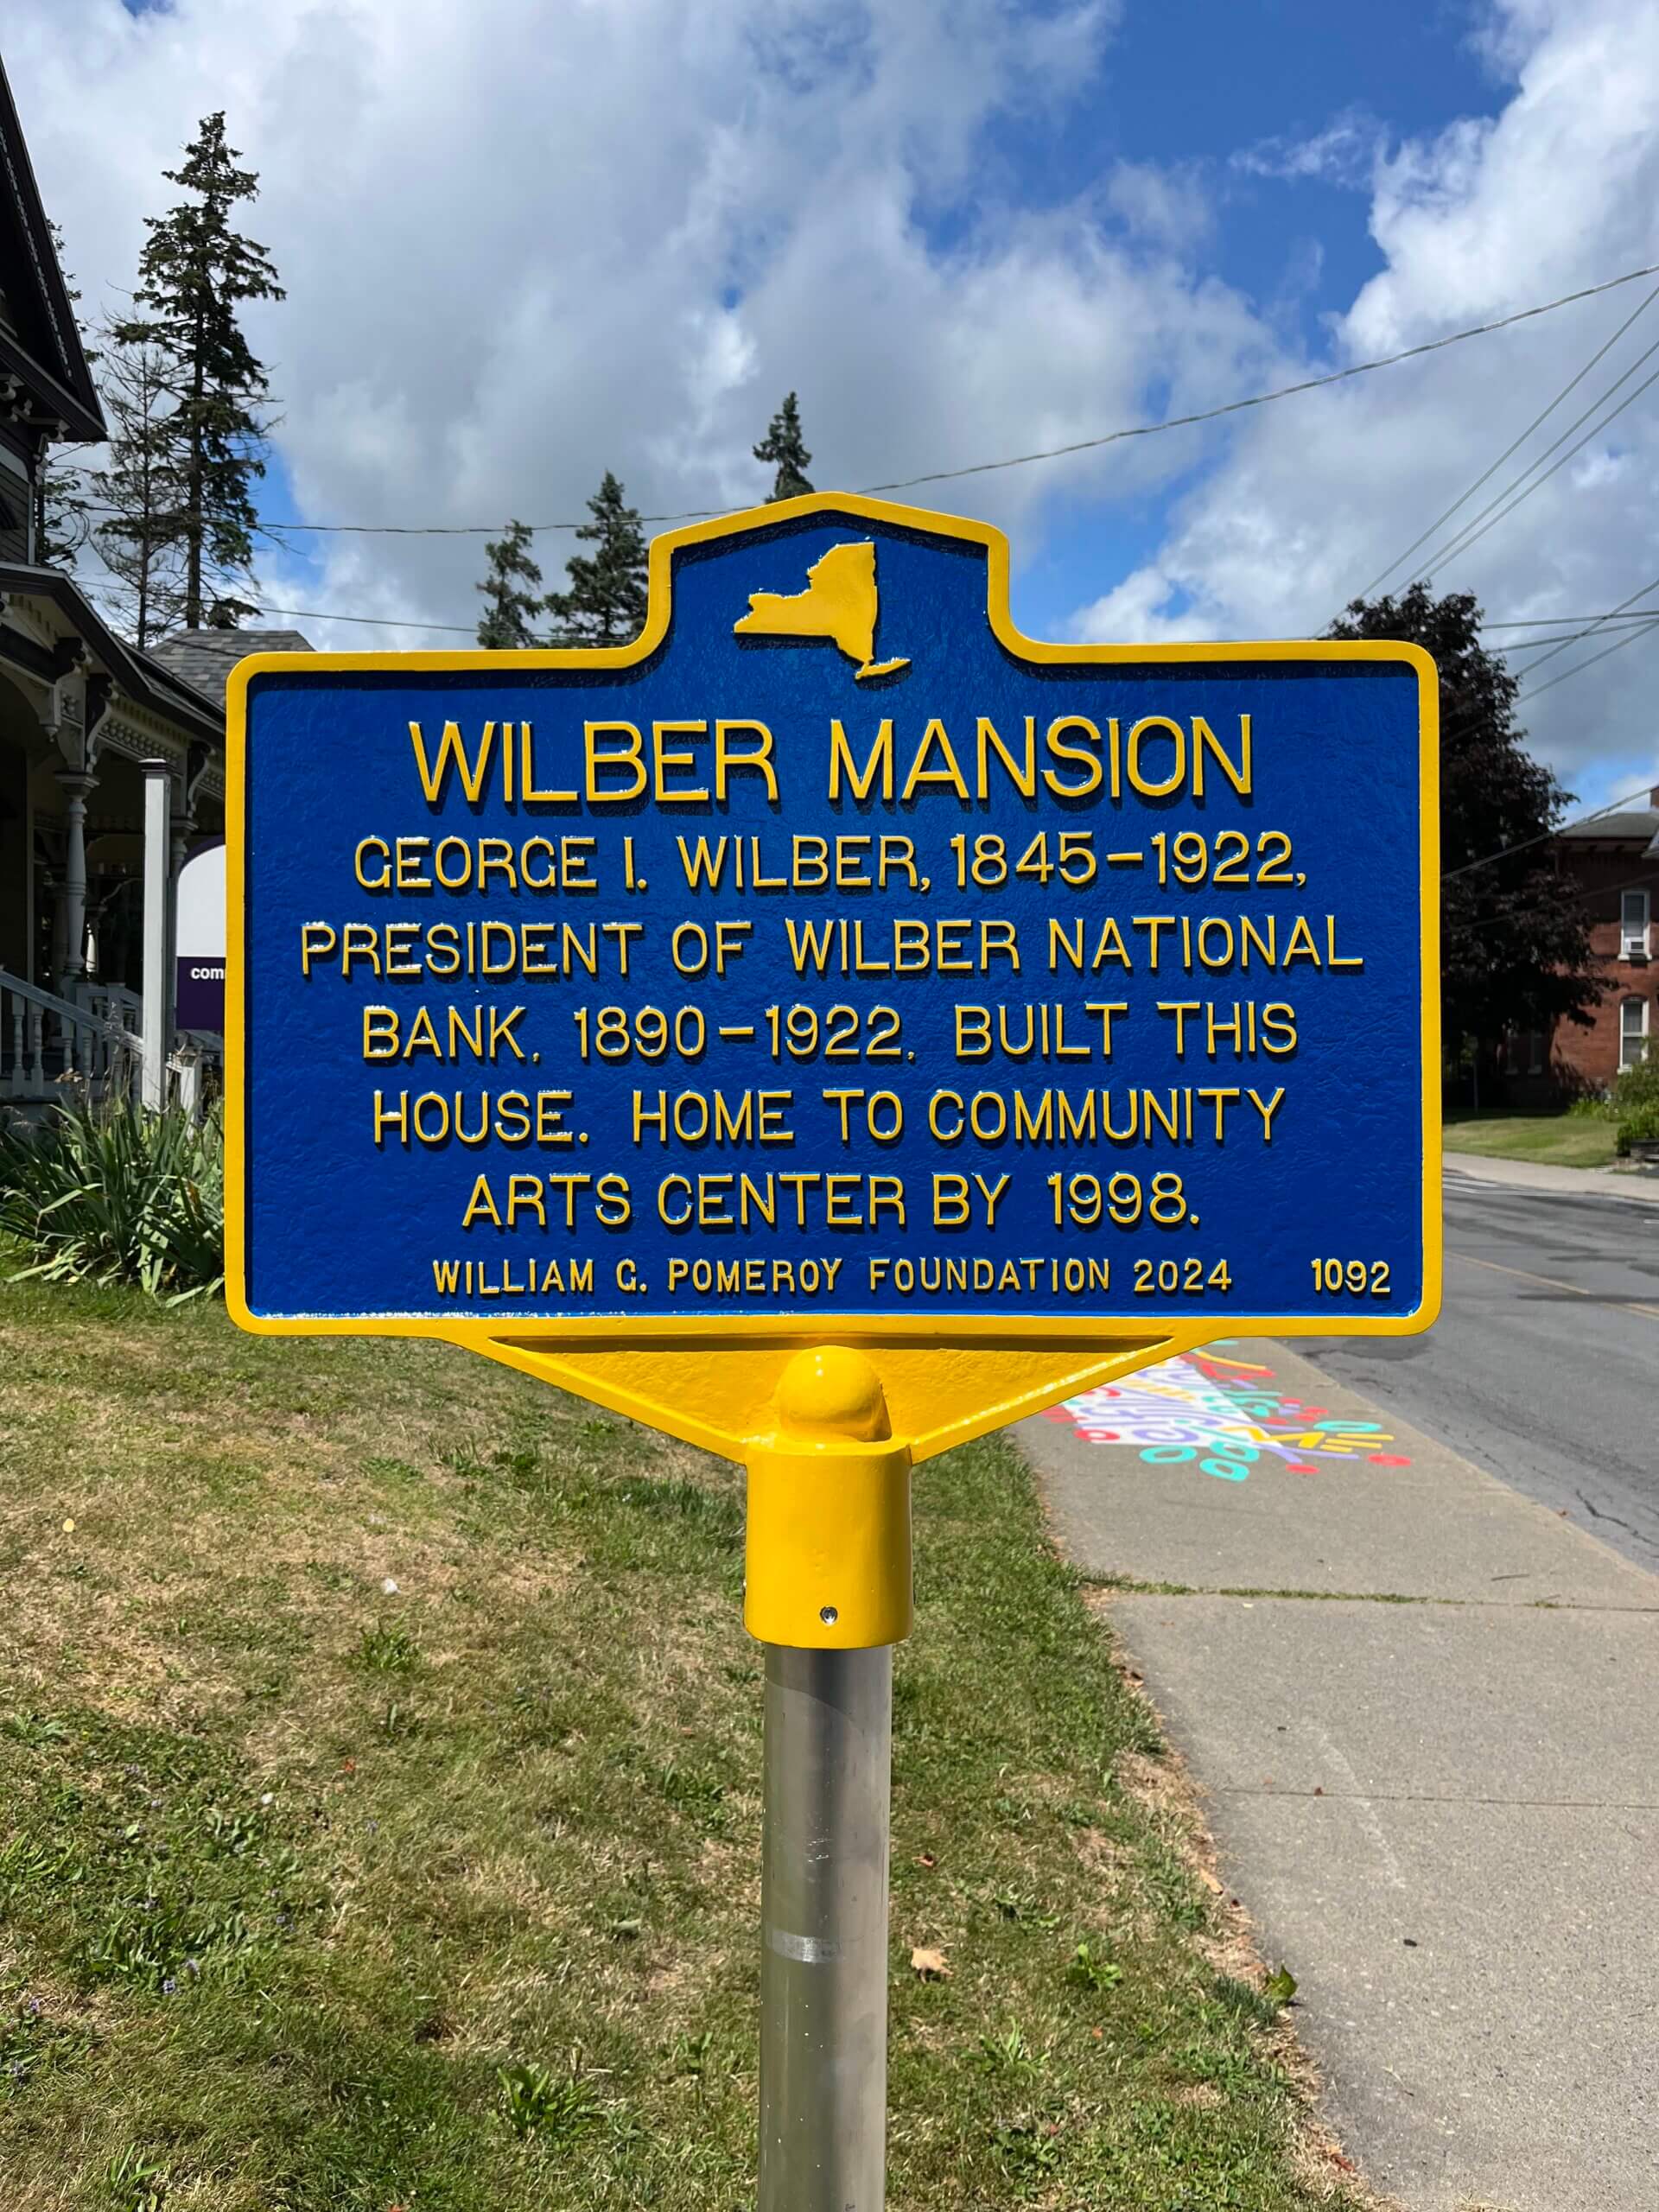 WILBER MANSION
GEORGE I. WILBER, 1845–1922,
PRESIDENT OF WILBER NATIONAL
BANK, 1890–1922, BUILT THIS
HOUSE. HOME TO COMMUNITY
ARTS CENTER BY 1998.
WILLIAM G. POMEROY FOUNDATION 2024 1092